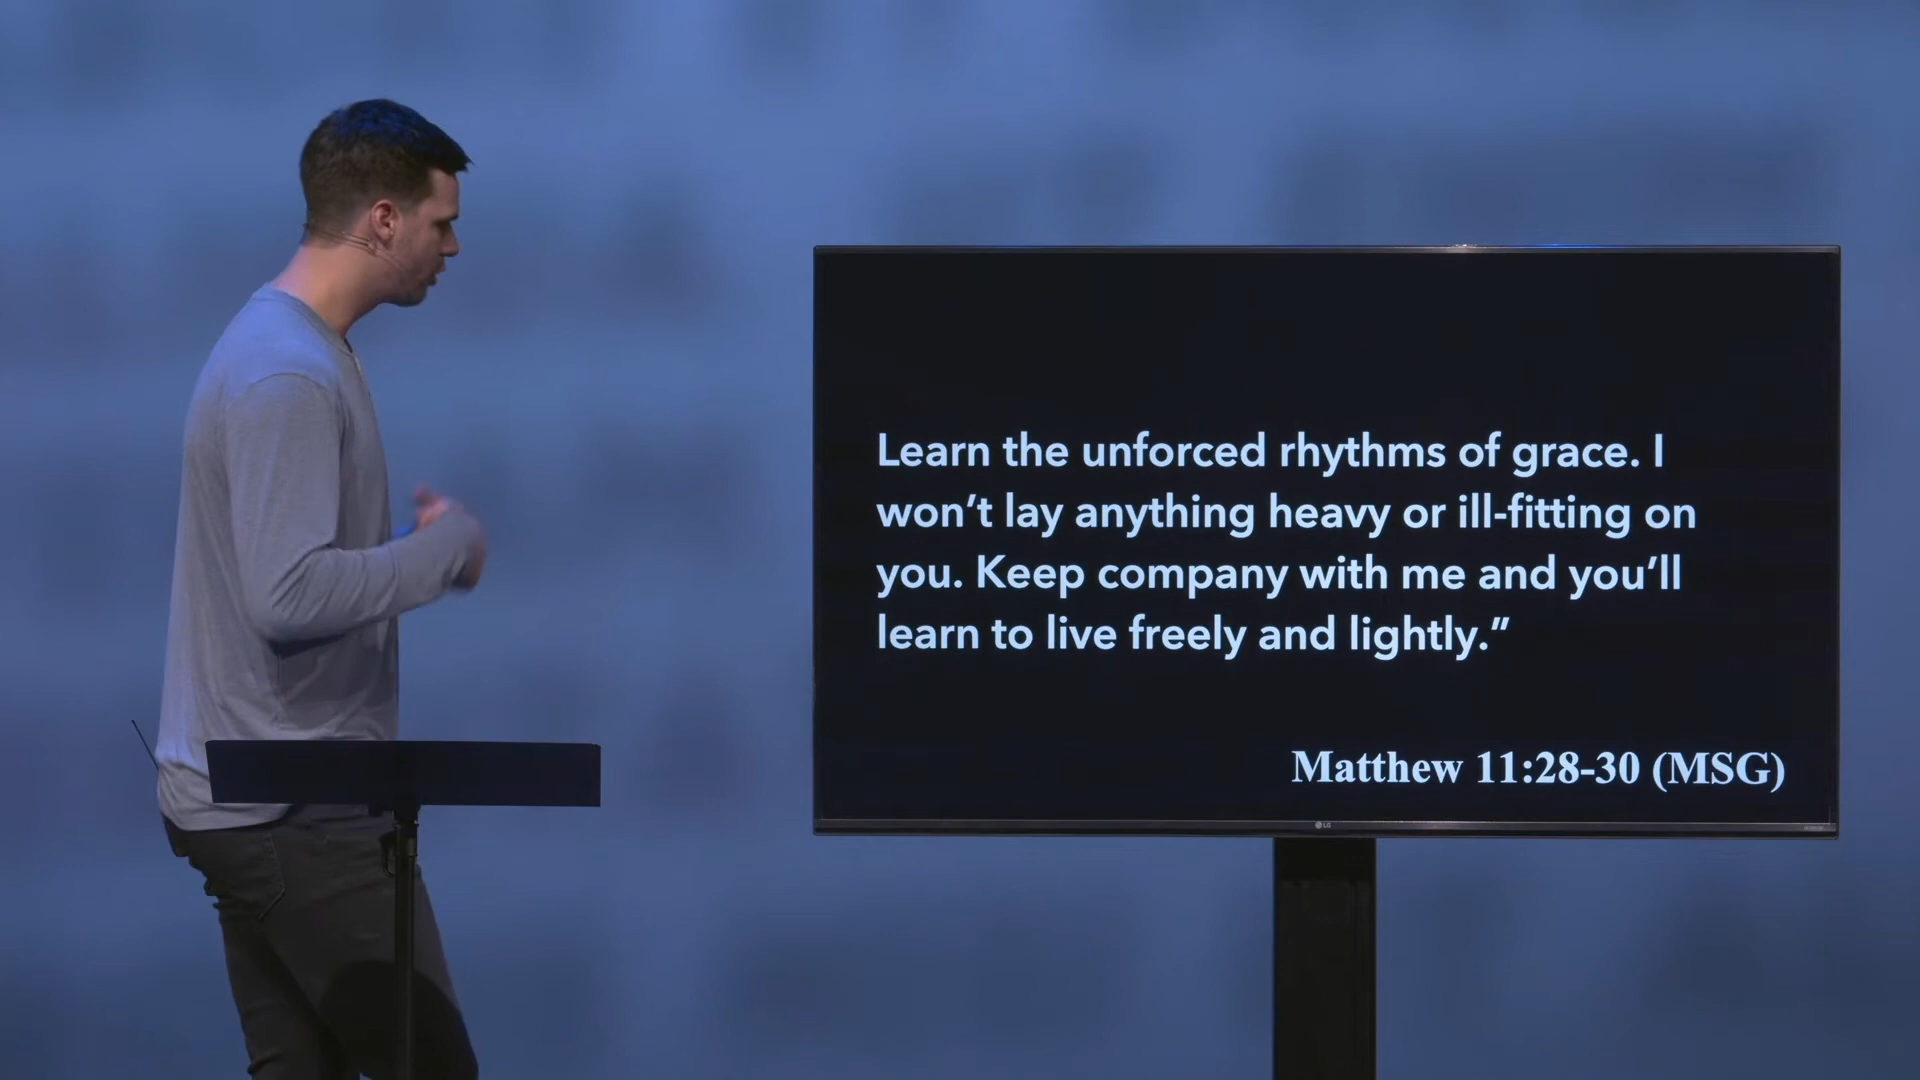 Learn the unforced rhythms of grace. I
won’t lay anything heavy or ill-fitting on
you. Keep company with me and you’ll
learn to live freely and lightly.”
Matthew 11:28-30 (MSG)
LG